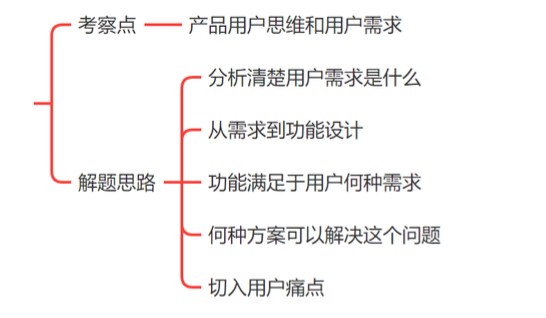 考察点
产品用户思维和用户需求
分析清楚用户需求是什么
从需求到功能设计
解题思路
功能满足于用户何种需求
何种方案可以解决这个问题
切入用户痛点